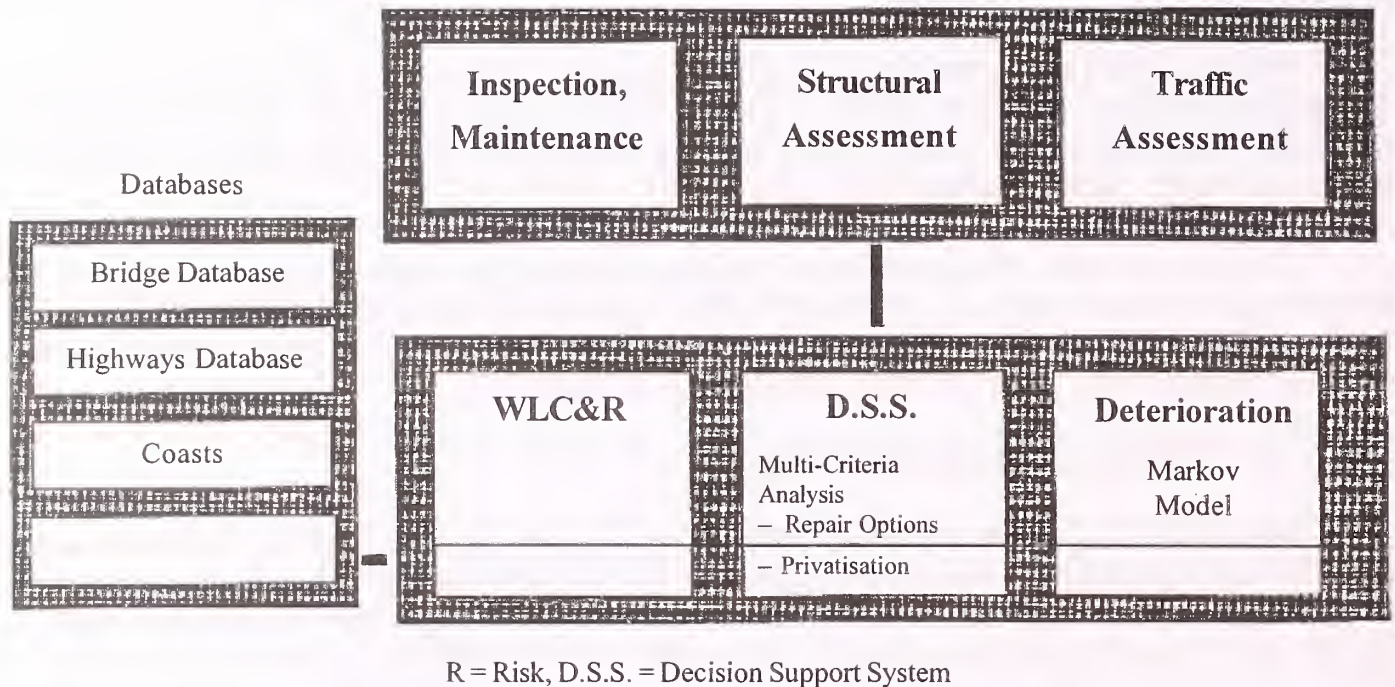 Inspection,
Maintenance
Structural
Assessment
Traffic
Assessment
Databases
Bridge Database
Highways Database
Coasts
WLC&R
D.S.S.
Multi-Criteria
Analysis
– Repair Options
– Privatisation
Deterioration
Markov
Model
R = Risk, D.S.S. = Decision Support System